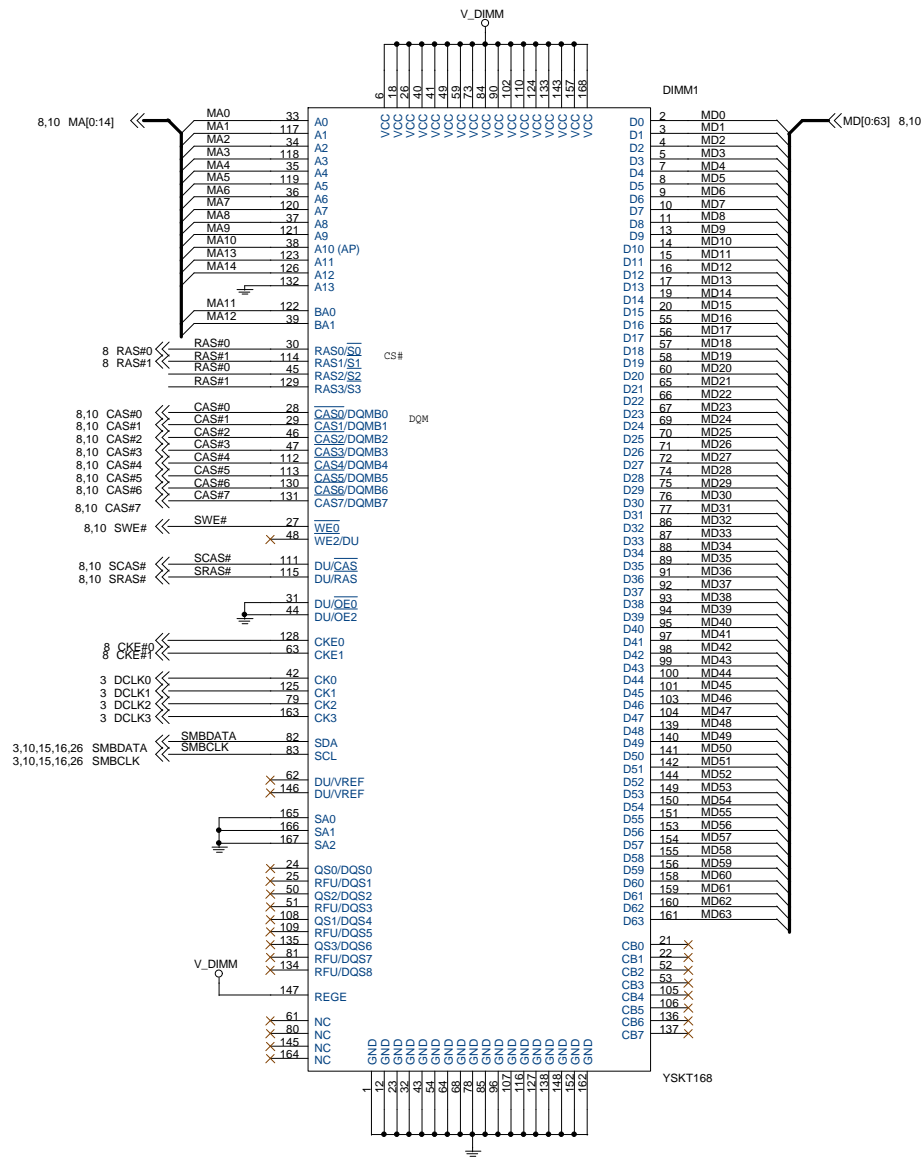 V_DIMM
6 18 26 40 41 49 59 73 84 90 102 110 124 133 143 157 168
DIMM1
VCC VCC VCC VCC VCC VCC VCC VCC VCC VCC VCC VCC VCC VCC VCC VCC VCC
8,10 MA[0:14]
MD[0:63] 8,10
MA0 33 A0
MA1 117 A1
MA2 34 A2
MA3 118 A3
MA4 35 A4
MA5 119 A5
MA6 36 A6
MA7 120 A7
MA8 37 A8
MA9 121 A9
MA10 38 A10 (AP)
MA13 123 A11
MA14 126 A12
132 A13
MA11 122 BA0
MA12 39 BA1
8 RAS#0 RAS#0 30 RAS0/S0 CS#
8 RAS#1 RAS#1 114 RAS1/S1
RAS#0 45 RAS2/S2
RAS#1 129 RAS3/S3
8,10 CAS#0 CAS#0 28 CAS0/DQMB0 DQM
8,10 CAS#1 CAS#1 29 CAS1/DQMB1
8,10 CAS#2 CAS#2 46 CAS2/DQMB2
8,10 CAS#3 CAS#3 47 CAS3/DQMB3
8,10 CAS#4 CAS#4 112 CAS4/DQMB4
8,10 CAS#5 CAS#5 113 CAS5/DQMB5
8,10 CAS#6 CAS#6 130 CAS6/DQMB6
8,10 CAS#7 CAS#7 131 CAS7/DQMB7
8,10 SWE# SWE# 27 WE0
48 WE2/DU
8,10 SCAS# SCAS# 111 DU/CAS
8,10 SRAS# SRAS# 115 DU/RAS
31 DU/OE0
44 DU/OE2
8 CKE#0 128 CKE0
8 CKE#1 63 CKE1
3 DCLK0 42 CK0
3 DCLK1 125 CK1
3 DCLK2 79 CK2
3 DCLK3 163 CK3
3,10,15,16,26 SMBDATA SMBDATA 82 SDA
3,10,15,16,26 SMBCLK SMBCLK 83 SCL
62 DU/VREF
146 DU/VREF
165 SA0
166 SA1
167 SA2
24 QS0/DQS0
25 RFU/DQS1
50 QS2/DQS2
51 RFU/DQS3
108 QS1/DQS4
109 RFU/DQS5
135 QS3/DQS6
81 RFU/DQS7
134 RFU/DQS8
V_DIMM
147 REGE
61 NC
80 NC
145 NC
164 NC
D0 2 MD0
D1 3 MD1
D2 4 MD2
D3 5 MD3
D4 7 MD4
D5 8 MD5
D6 9 MD6
D7 10 MD7
D8 11 MD8
D9 13 MD9
D10 14 MD10
D11 15 MD11
D12 16 MD12
D13 17 MD13
D14 19 MD14
D15 20 MD15
D16 55 MD16
D17 56 MD17
D18 57 MD18
D19 58 MD19
D20 60 MD20
D21 65 MD21
D22 66 MD22
D23 67 MD23
D24 69 MD24
D25 70 MD25
D26 71 MD26
D27 72 MD27
D28 74 MD28
D29 75 MD29
D30 76 MD30
D31 77 MD31
D32 86 MD32
D33 87 MD33
D34 88 MD34
D35 89 MD35
D36 91 MD36
D37 92 MD37
D38 93 MD38
D39 94 MD39
D40 95 MD40
D41 97 MD41
D42 98 MD42
D43 99 MD43
D44 100 MD44
D45 101 MD45
D46 103 MD46
D47 104 MD47
D48 139 MD48
D49 140 MD49
D50 141 MD50
D51 142 MD51
D52 144 MD52
D53 149 MD53
D54 150 MD54
D55 151 MD55
D56 153 MD56
D57 154 MD57
D58 155 MD58
D59 156 MD59
D60 158 MD60
D61 159 MD61
D62 160 MD62
D63 161 MD63
CB0 21
CB1 22
CB2 52
CB3 53
CB4 105
CB5 106
CB6 136
CB7 137
GND GND GND GND GND GND GND GND GND GND GND GND GND GND GND GND GND GND
YSKT168
1 12 23 32 43 54 64 68 78 85 96 107 116 127 138 148 152 162